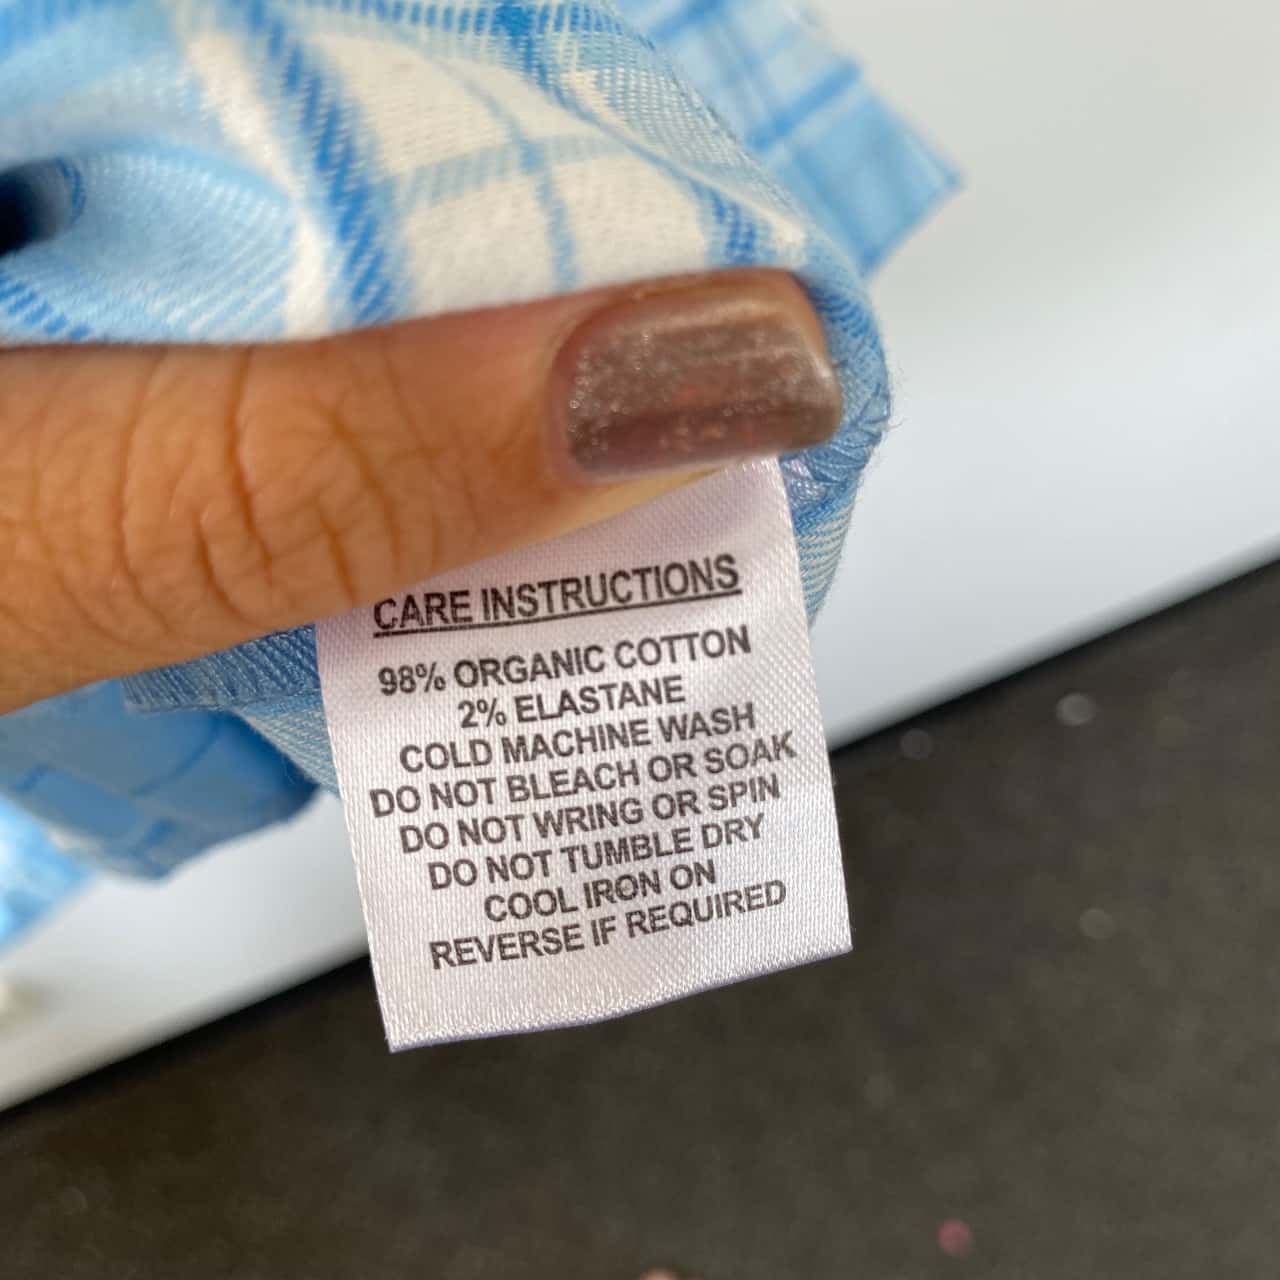 CARE INSTRUCTIONS
98% ORGANIC COTTON
2% ELASTANE
COLD MACHINE WASH
DO NOT BLEACH OR SOAK
DO NOT WRING OR SPIN
DO NOT TUMBLE DRY
COOL IRON ON
REVERSE IF REQUIRED